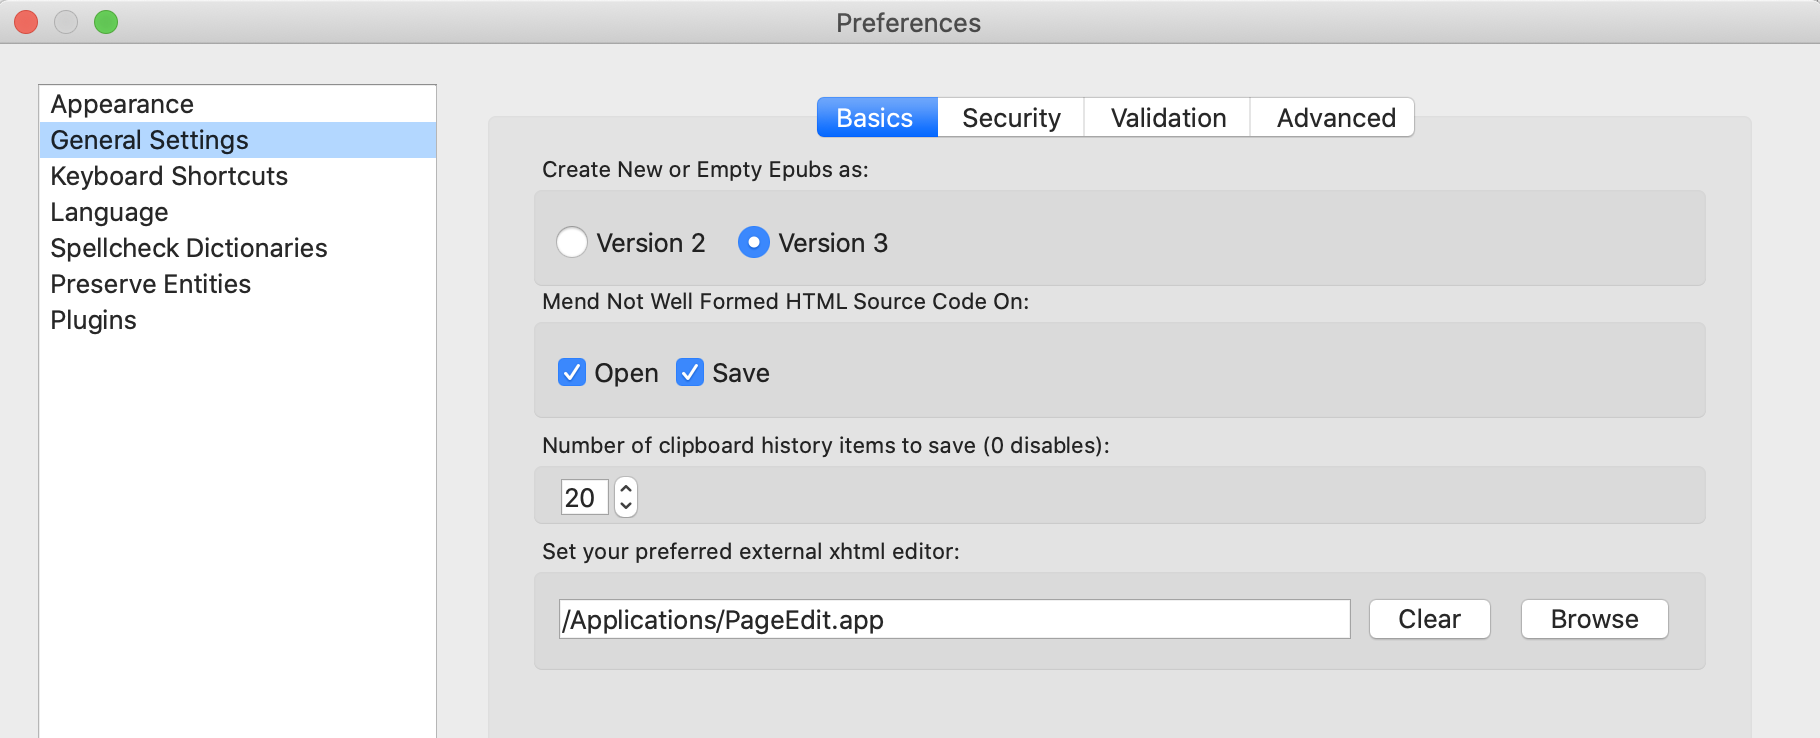 Preferences
Appearance
General Settings
Keyboard Shortcuts
Language
Spellcheck Dictionaries
Preserve Entities
Plugins
Basics Security Validation Advanced
Create New or Empty Epubs as:
Version 2 Version 3
Mend Not Well Formed HTML Source Code On:
Open Save
Number of clipboard history items to save (0 disables):
20
Set your preferred external xhtml editor:
/Applications/PageEdit.app Clear Browse